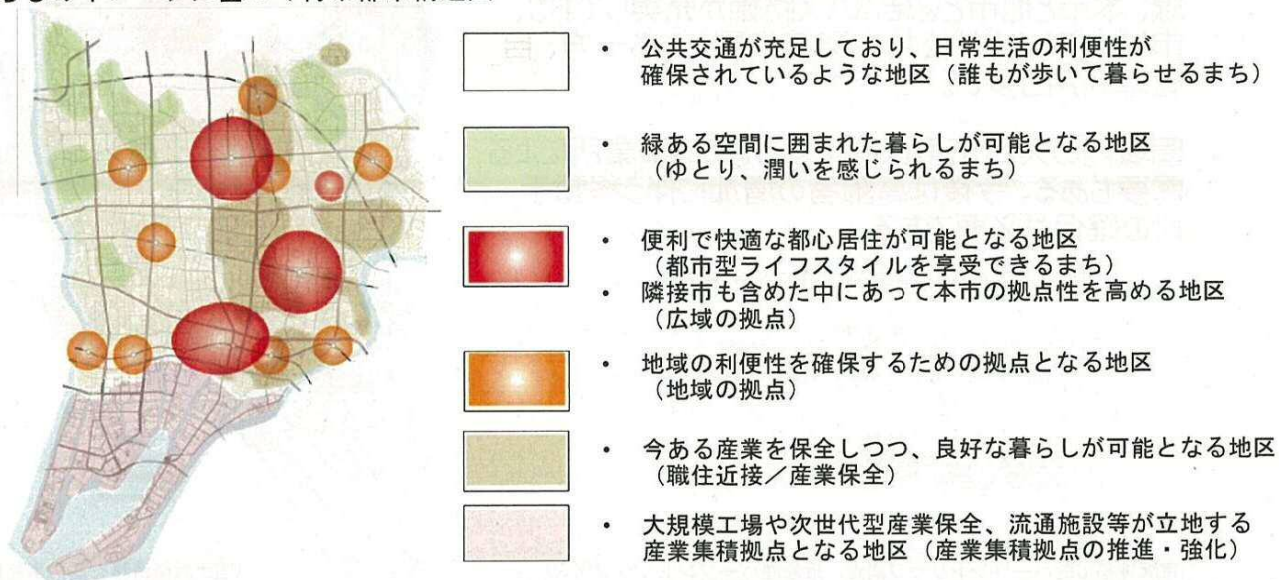 ・ 公共交通が充足しており、日常生活の利便性が
確保されているような地区（誰もが歩いて暮らせるまち）
・ 緑ある空間に囲まれた暮らしが可能となる地区
（ゆとり、潤いを感じられるまち）
・ 便利で快適な都心居住が可能となる地区
（都市型ライフスタイルを享受できるまち）
・ 隣接市も含めた中にあって本市の拠点性を高める地区
（広域の拠点）
・ 地域の利便性を確保するための拠点となる地区
（地域の拠点）
・ 今ある産業を保全しつつ、良好な暮らしが可能となる地区
（職住近接／産業保全）
・ 大規模工場や次世代型産業保全、流通施設等が立地する
産業集積拠点となる地区（産業集積拠点の推進・強化）